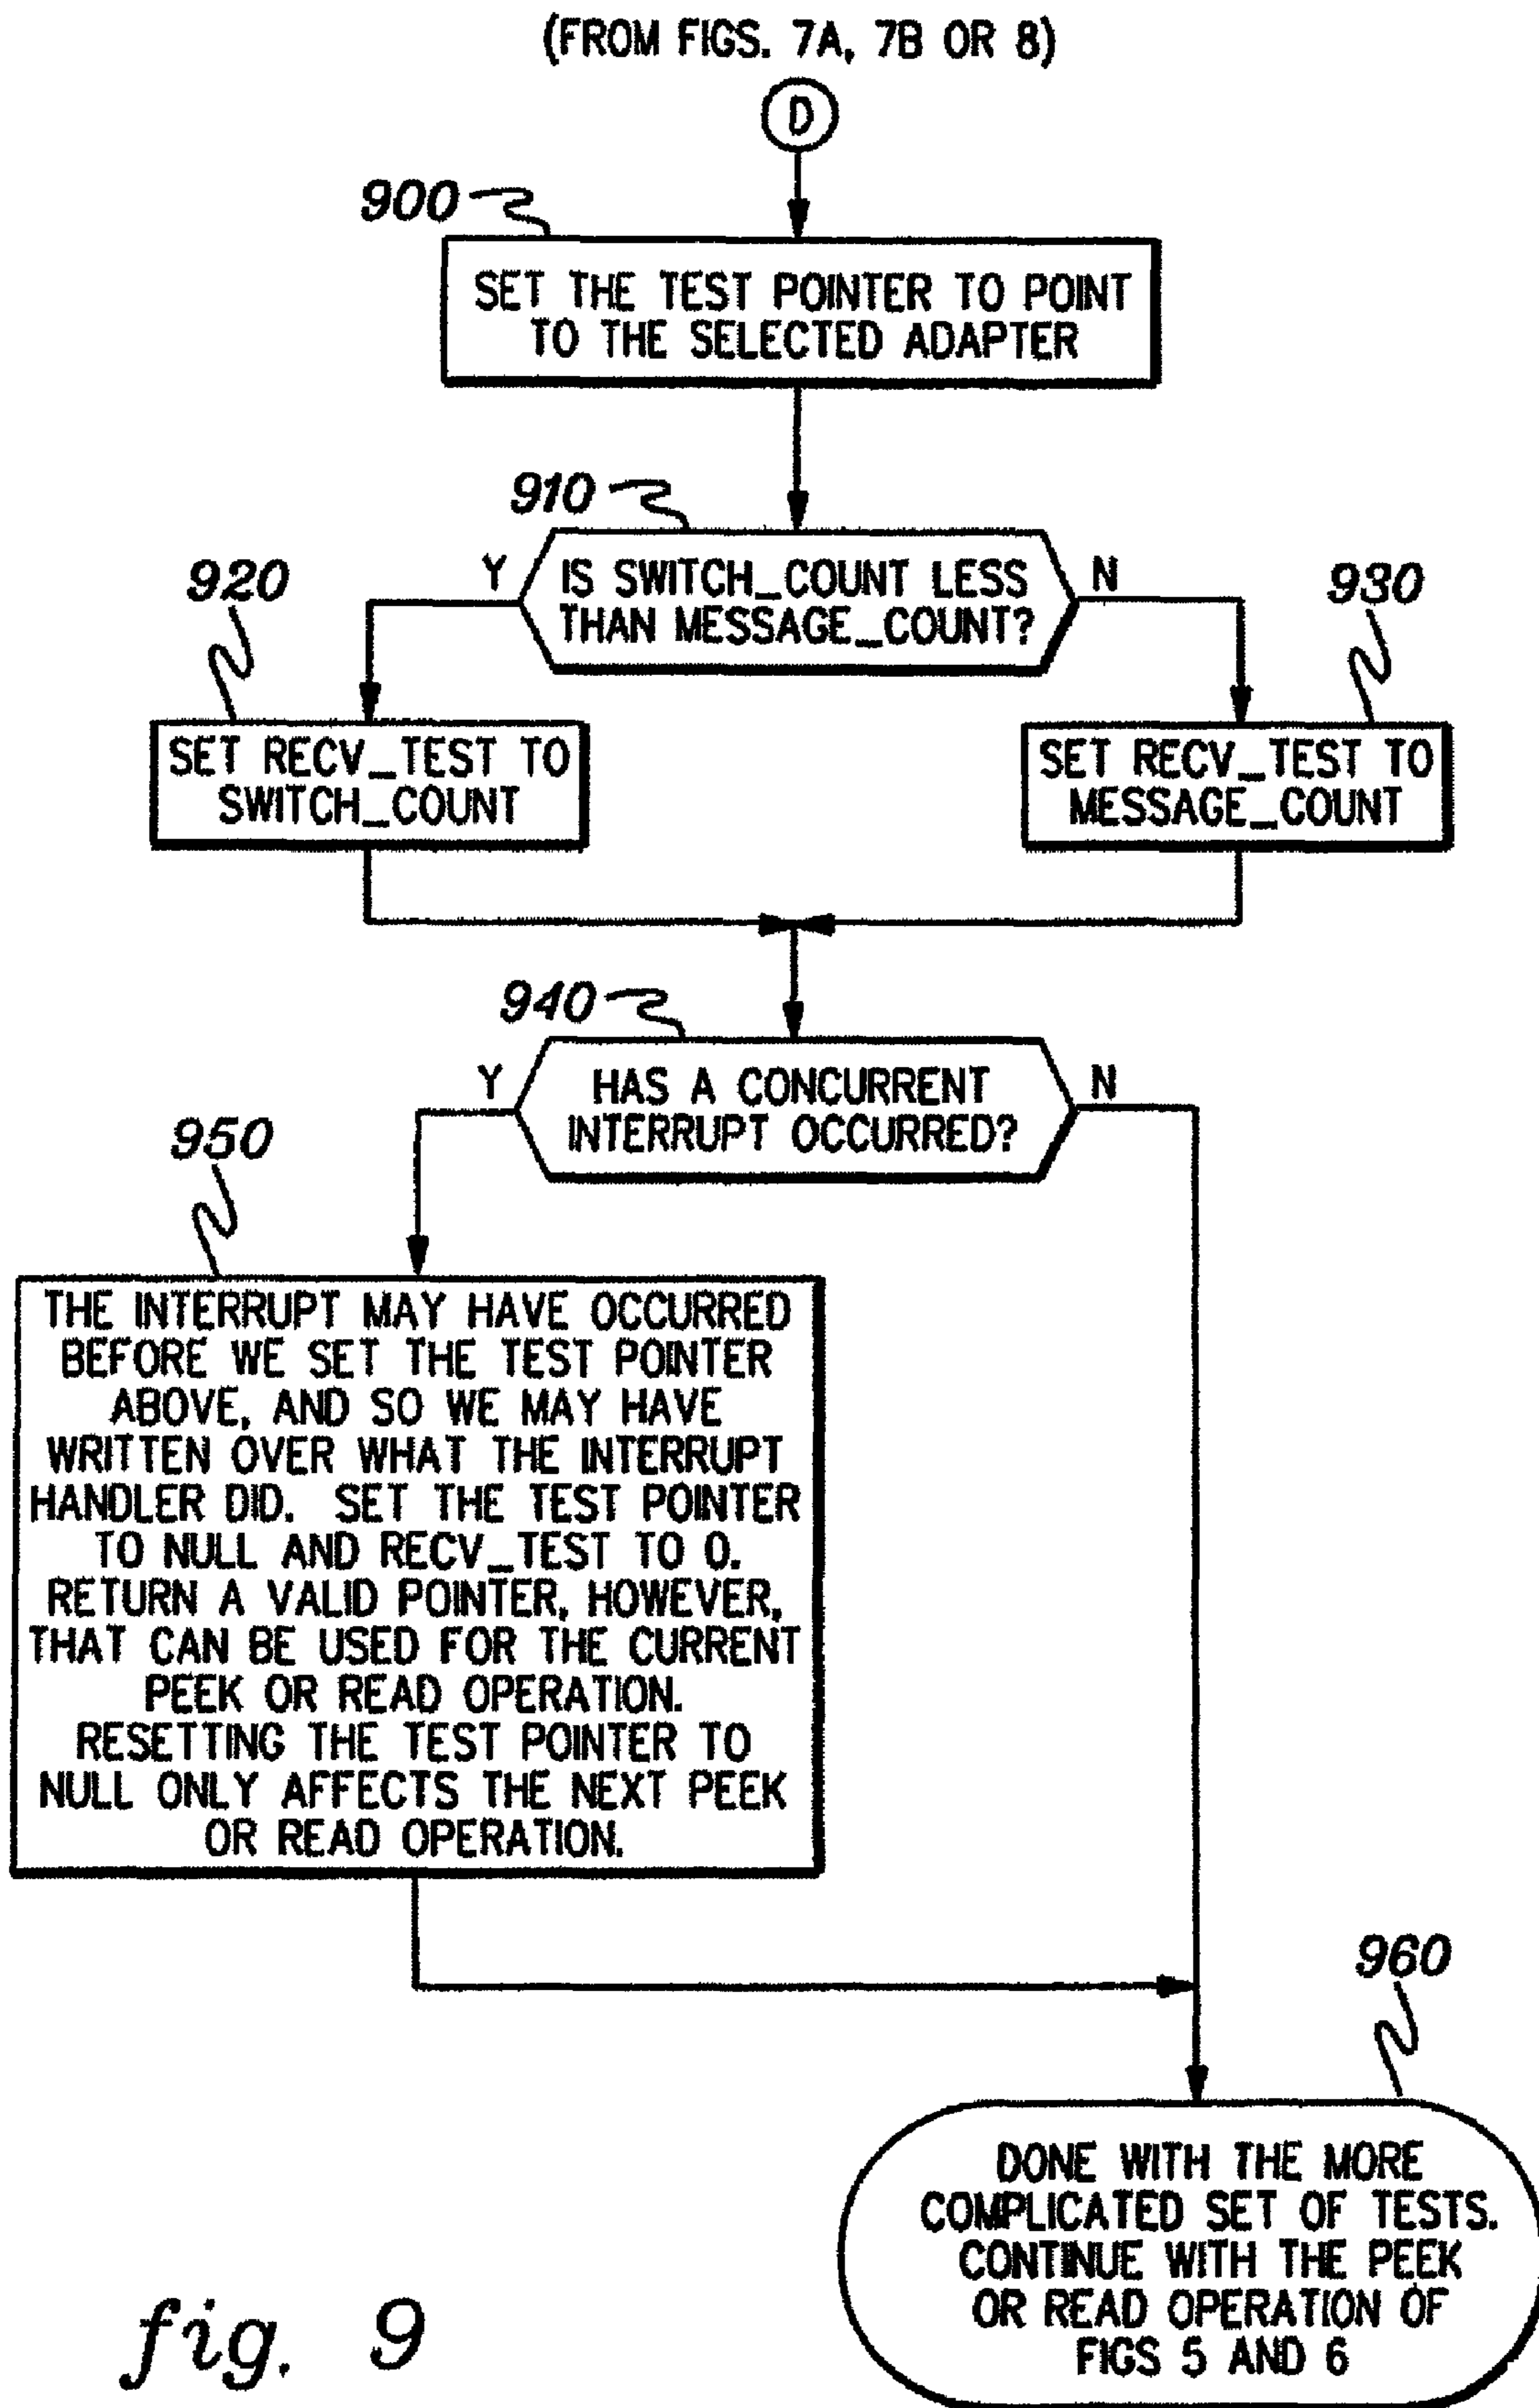 (FROM FIGS. 7A, 7B OR 8)
D
900
SET THE TEST POINTER TO POINT
TO THE SELECTED ADAPTER
910
Y
IS SWITCH_COUNT LESS
THAN MESSAGE_COUNT?
N
920
930
SET RECV_TEST TO
SWITCH_COUNT
SET RECV_TEST TO
MESSAGE_COUNT
940
Y
HAS A CONCURRENT
INTERRUPT OCCURRED?
N
950
THE INTERRUPT MAY HAVE OCCURRED
BEFORE WE SET THE TEST POINTER
ABOVE, AND SO WE MAY HAVE
WRITTEN OVER WHAT THE INTERRUPT
HANDLER DID. SET THE TEST POINTER
TO NULL AND RECV_TEST TO 0.
RETURN A VALID POINTER, HOWEVER,
THAT CAN BE USED FOR THE CURRENT
PEEK OR READ OPERATION.
RESETTING THE TEST POINTER TO
NULL ONLY AFFECTS THE NEXT PEEK
OR READ OPERATION.
960
DONE WITH THE MORE
COMPLICATED SET OF TESTS.
CONTINUE WITH THE PEEK
OR READ OPERATION OF
FIGS 5 AND 6
fig. 9